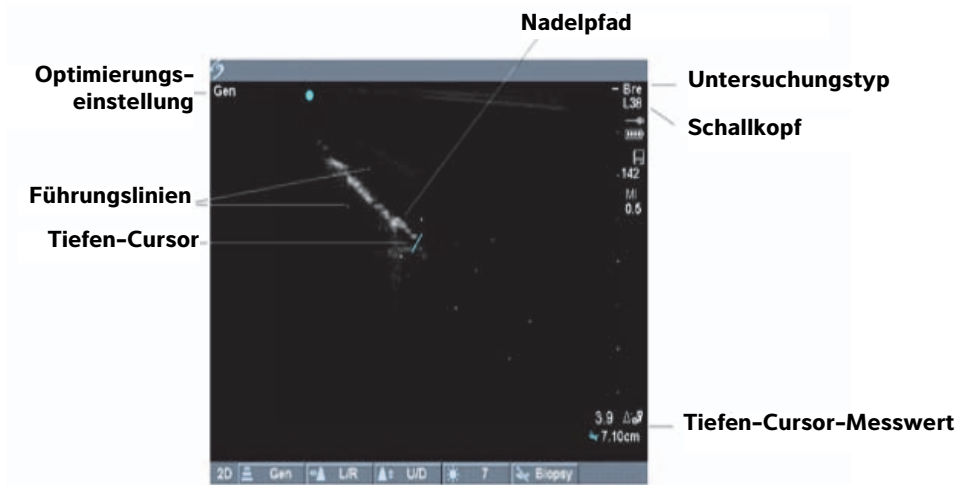 Nadelpfad
Optimierungs-
einstellung
Untersuchungstyp
Schallkopf
Führungslinien
Tiefen-Cursor
Tiefen-Cursor-Messwert
Gen
Bre
L38
142
MI
0.5
3.9
7.10cm
2D Gen L/R U/D 7 Biopsy